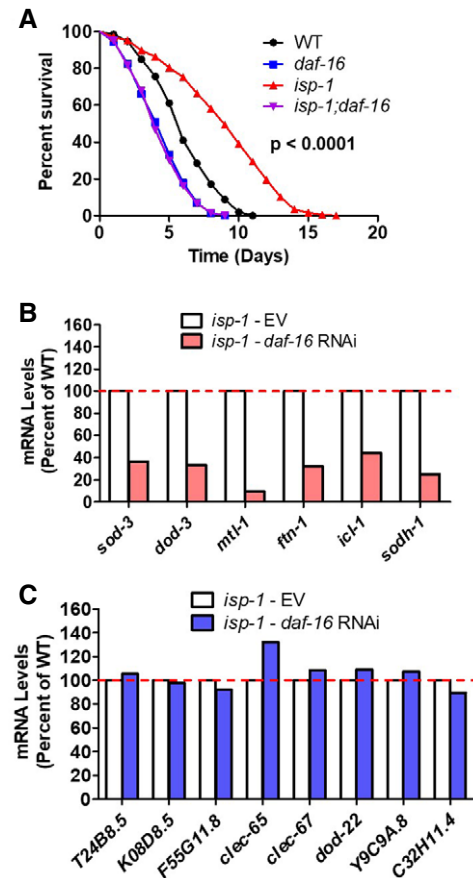 A
Percent survival
100
80
60
40
20
0
0 5 10 15 20
Time (Days)
WT
daf-16
isp-1
isp-1;daf-16
p < 0.0001
B
isp-1 - EV
isp-1 - daf-16 RNAi
mRNA Levels
(Percent of WT)
160
140
120
100
80
60
40
20
0
sod-3 dod-3 mtl-1 ftn-1 icl-1 sodh-1
C
isp-1 - EV
isp-1 - daf-16 RNAi
mRNA Levels
(Percent of WT)
160
140
120
100
80
60
40
20
0
T24B8.5 K08D8.5 F55G11.8 clec-65 clec-67 dod-22 Y9C9A.8 C32H11.4